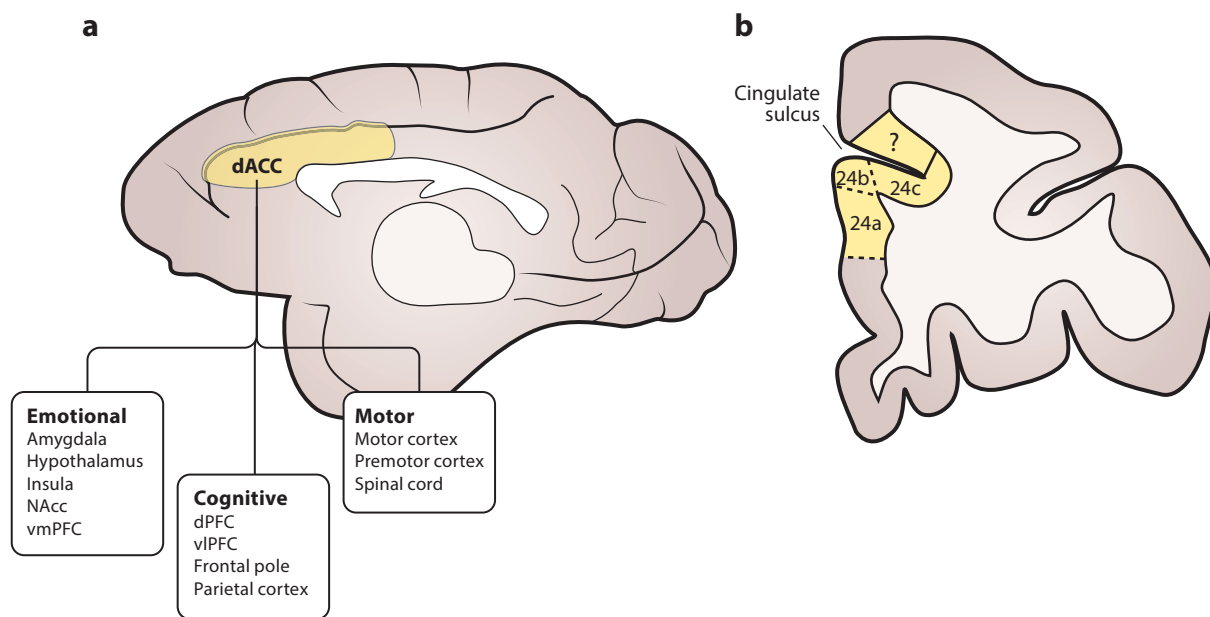 a
dACC
Emotional
Amygdala
Hypothalamus
Insula
NAcc
vmPFC
Cognitive
dPFC
vlPFC
Frontal pole
Parietal cortex
Motor
Motor cortex
Premotor cortex
Spinal cord
b
Cingulate
sulcus
?
24b
24c
24a